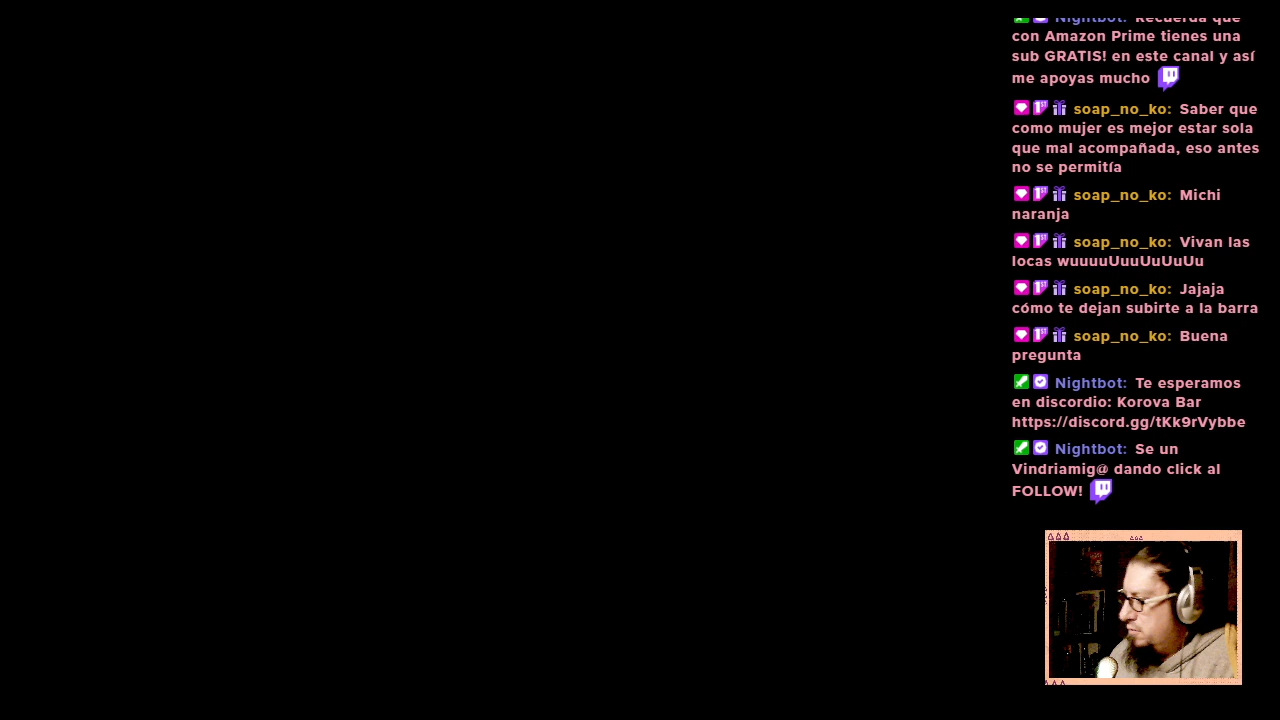 Nightbot: Recuerda que
con Amazon Prime tienes una
sub GRATIS! en este canal y así
me apoyas mucho
soap_no_ko: Saber que
como mujer es mejor estar sola
que mal acompañada, eso antes
no se permitía
soap_no_ko: Michi
naranja
soap_no_ko: Vivan las
locas wuuuuUuuUuUuUu
soap_no_ko: Jajaja
cómo te dejan subirte a la barra
soap_no_ko: Buena
pregunta
Nightbot: Te esperamos
en discordio: Korova Bar
https://discord.gg/tKk9rVybbe
Nightbot: Se un
Vindriamig@ dando click al
FOLLOW!